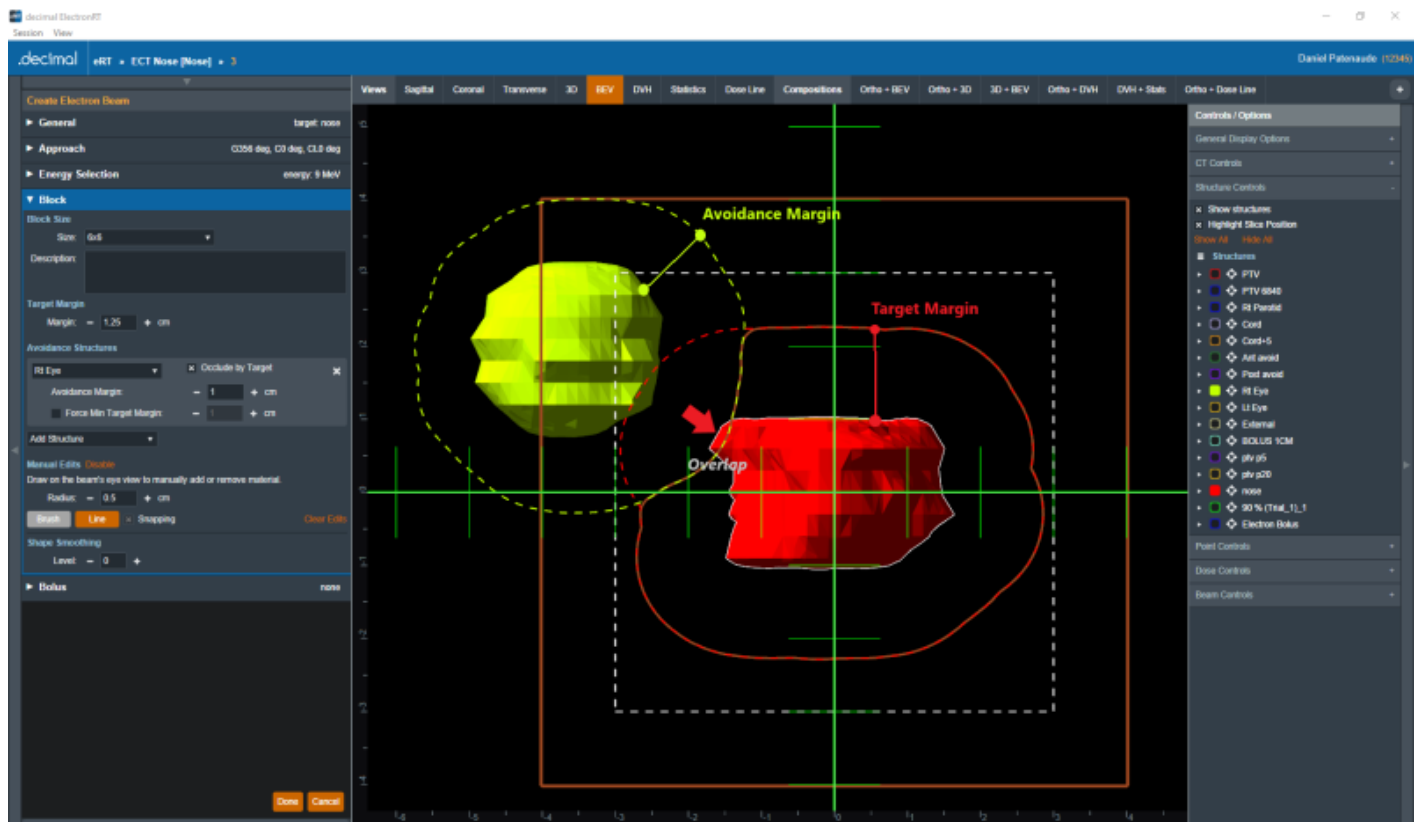 decimal ElectronRT
Session View
.decimal eRT » ECT Nose [Nose] » 3
Daniel Patenaude (12345)
Views Sagittal Coronal Transverse 3D BEV DVH Statistics Dose Line Compositions Ortho + BEV Ortho + 3D 3D + BEV Ortho + DVH DVH + Stats Ortho + Dose Line
Create Electron Beam
General target: nose
Approach G356 deg, C0 deg, CL0 deg
Energy Selection energy: 9 MeV
Block
Block Size
Size: 6x6
Description:
Target Margin
Margin: − 1.25 + cm
Avoidance Structures
Rt Eye Occlude by Target
Avoidance Margin: − 1 + cm
Force Min Target Margin: − 1 + cm
Add Structure
Manual Edits Disable
Draw on the beam's eye view to manually add or remove material.
Radius: − 0.5 + cm
Brush Line Snapping Clear Edits
Shape Smoothing
Level: − 0 +
Bolus none
Done Cancel
Avoidance Margin
Target Margin
Overlap
Controls / Options
General Display Options
CT Controls
Structure Controls
Show structures
Highlight Slice Position
Show All Hide All
Structures
PTV
PTV 6840
Rt Parotid
Cord
Cord+5
Ant avoid
Post avoid
Rt Eye
Lt Eye
External
BOLUS 1CM
ptv p5
ptv p20
nose
90 % (Trial_1)_1
Electron Bolus
Point Controls
Dose Controls
Beam Controls